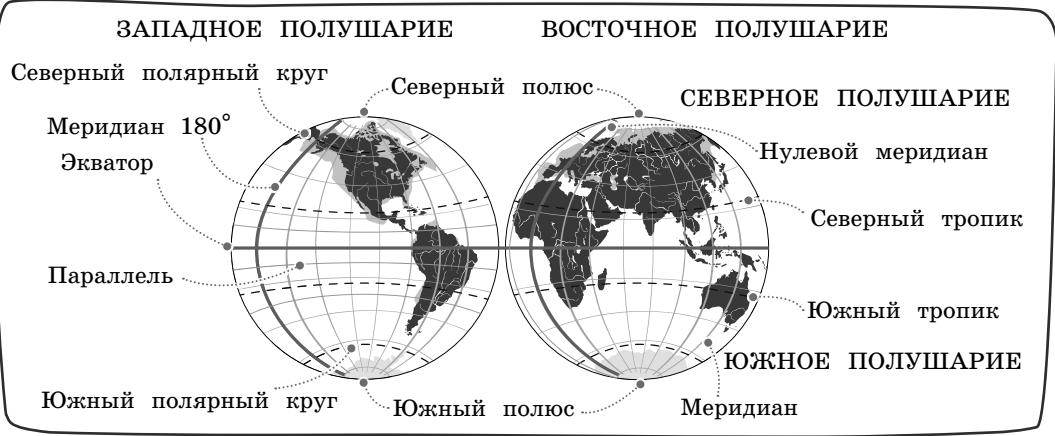 ЗАПАДНОЕ ПОЛУШАРИЕ
ВОСТОЧНОЕ ПОЛУШАРИЕ
Северный полярный круг
Северный полюс
СЕВЕРНОЕ ПОЛУШАРИЕ
Меридиан 180°
Экватор
Нулевой меридиан
Северный тропик
Параллель
Южный тропик
ЮЖНОЕ ПОЛУШАРИЕ
Южный полярный круг
Южный полюс
Меридиан